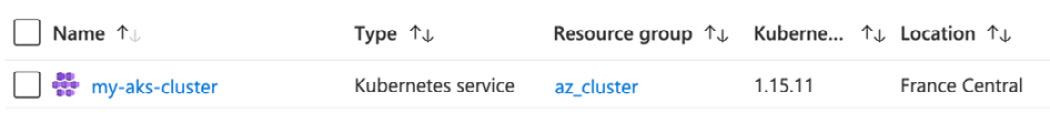 Name ↑↓ Type ↑↓ Resource group ↑↓ Kuberne... ↑↓ Location ↑↓
my-aks-cluster Kubernetes service az_cluster 1.15.11 France Central